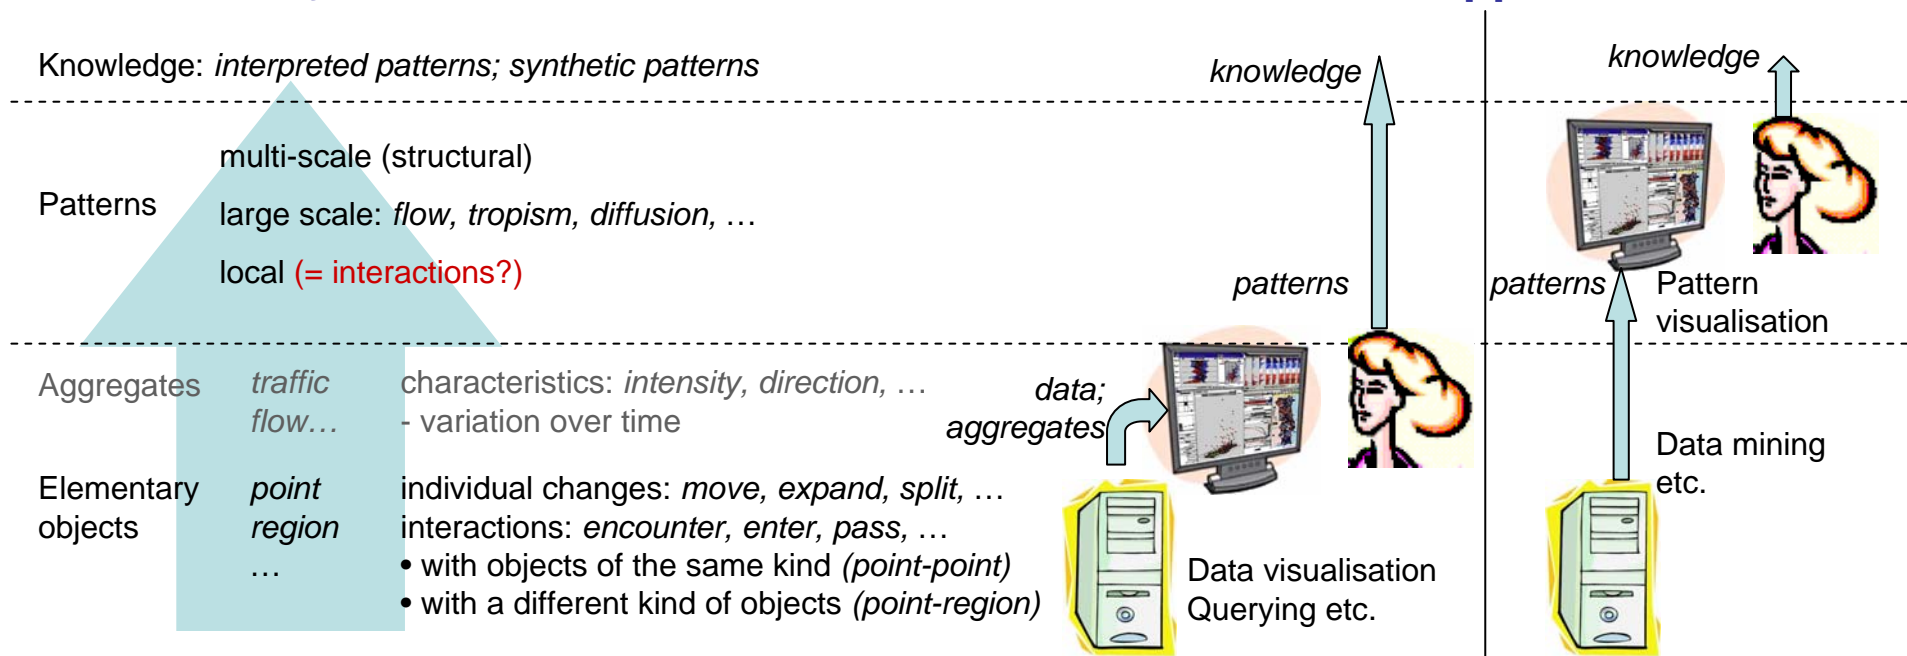 Knowledge: interpreted patterns; synthetic patterns
Patterns
multi-scale (structural)
large scale: flow, tropism, diffusion, …
local (= interactions?)
Aggregates traffic characteristics: intensity, direction, …
flow… - variation over time
Elementary point individual changes: move, expand, split, …
objects region interactions: encounter, enter, pass, …
… • with objects of the same kind (point-point)
• with a different kind of objects (point-region)
knowledge
patterns
data;
aggregates
Data visualisation
Querying etc.
knowledge
patterns
Pattern
visualisation
Data mining
etc.